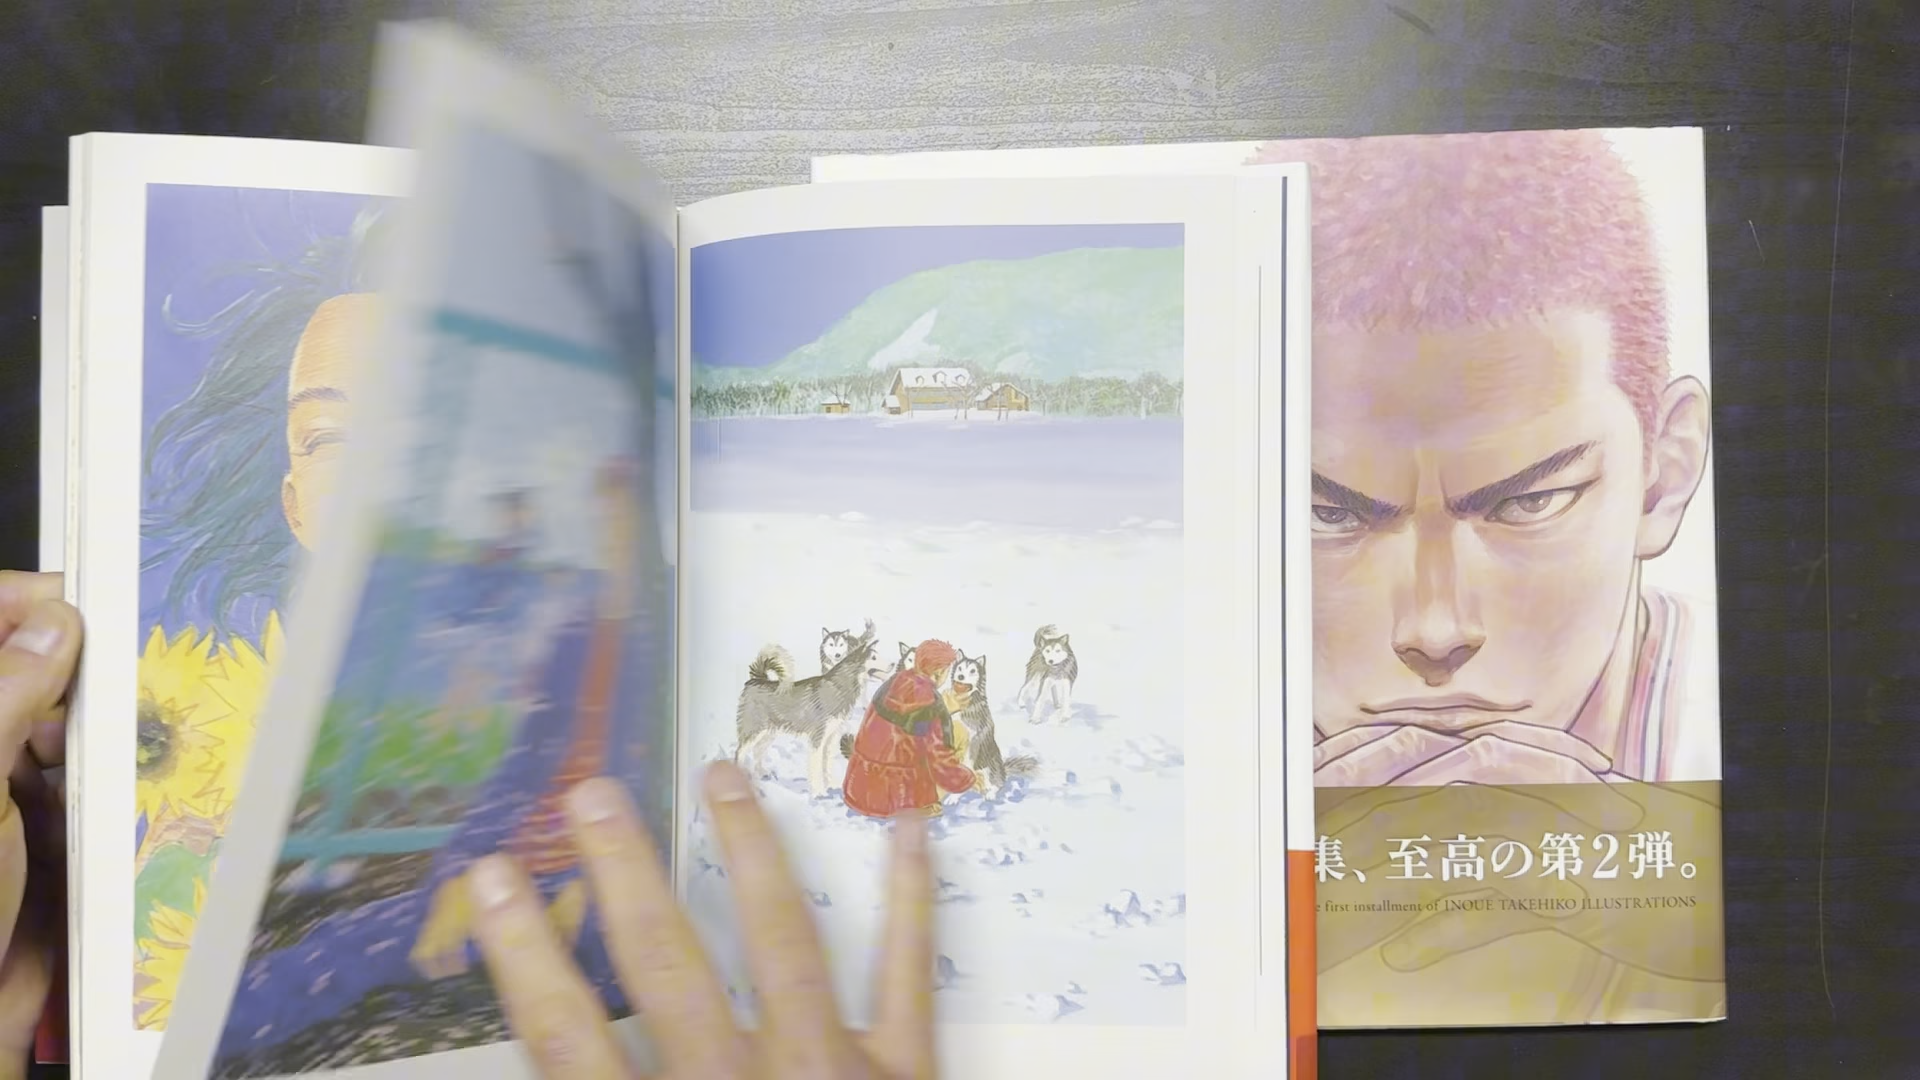 集、至高の第2弾。
first installment of INOUE TAKEHIKO ILLUSTRATIONS